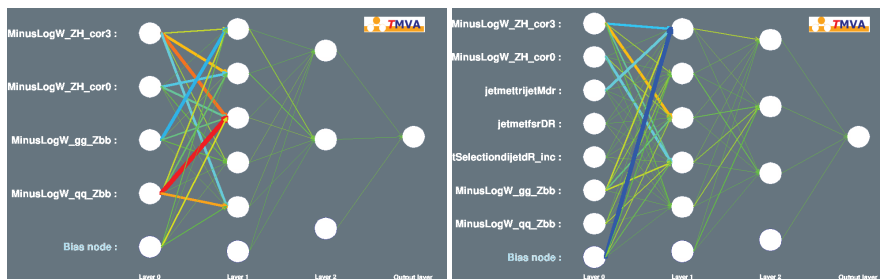 TMVA
MinusLogW_ZH_cor3 :
MinusLogW_ZH_cor0 :
MinusLogW_gg_Zbb :
MinusLogW_qq_Zbb :
Bias node :
Layer 0
Layer 1
Layer 2
Output layer
TMVA
MinusLogW_ZH_cor3 :
MinusLogW_ZH_cor0 :
jetmettrijetMdr :
jetmetfsrDR :
tSelectiondijetdR_inc :
MinusLogW_gg_Zbb :
MinusLogW_qq_Zbb :
Bias node :
Layer 0
Layer 1
Layer 2
Output layer